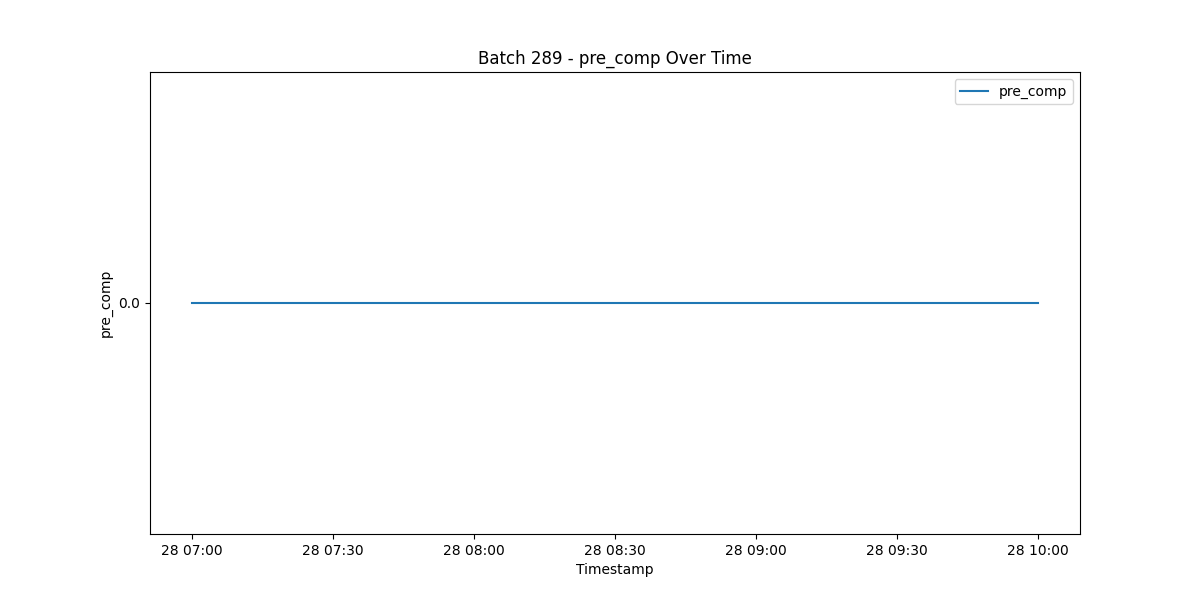 Batch 289 - pre_comp Over Time
pre_comp
pre_comp
0.0
28 07:00 28 07:30 28 08:00 28 08:30 28 09:00 28 09:30 28 10:00
Timestamp